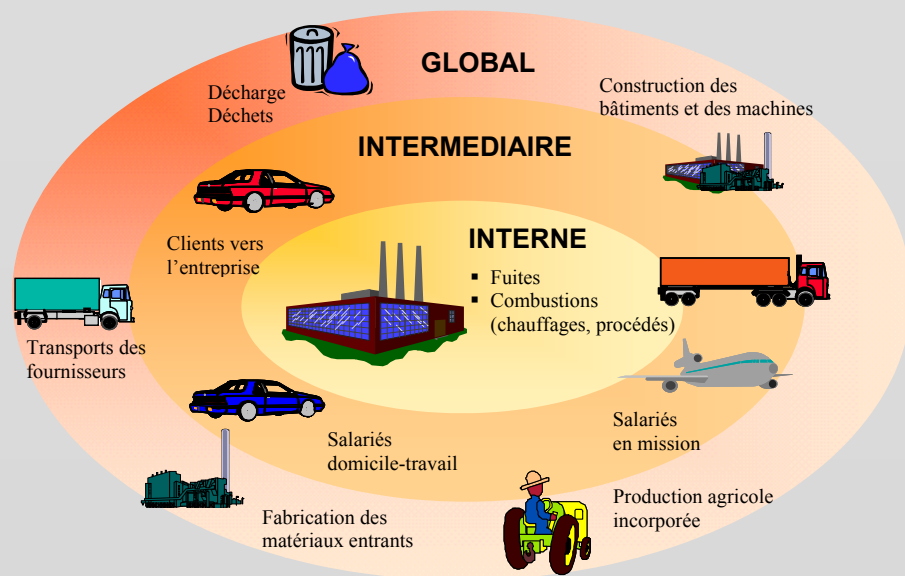 GLOBAL
Décharge
Déchets
Construction des
bâtiments et des machines
INTERMEDIAIRE
Clients vers
l’entreprise
INTERNE
▪ Fuites
▪ Combustions
(chauffages, procédés)
Transports des
fournisseurs
Salariés
domicile-travail
Salariés
en mission
Fabrication des
matériaux entrants
Production agricole
incorporée